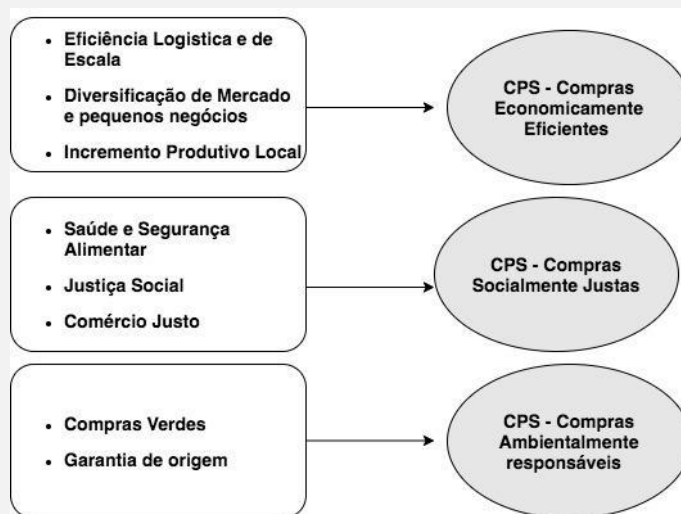 • Eficiência Logistica e de
Escala
• Diversificação de Mercado
e pequenos negócios
• Incremento Produtivo Local
CPS - Compras
Economicamente
Eficientes
• Saúde e Segurança
Alimentar
• Justiça Social
• Comércio Justo
CPS - Compras
Socialmente Justas
• Compras Verdes
• Garantia de origem
CPS - Compras
Ambientalmente
responsáveis